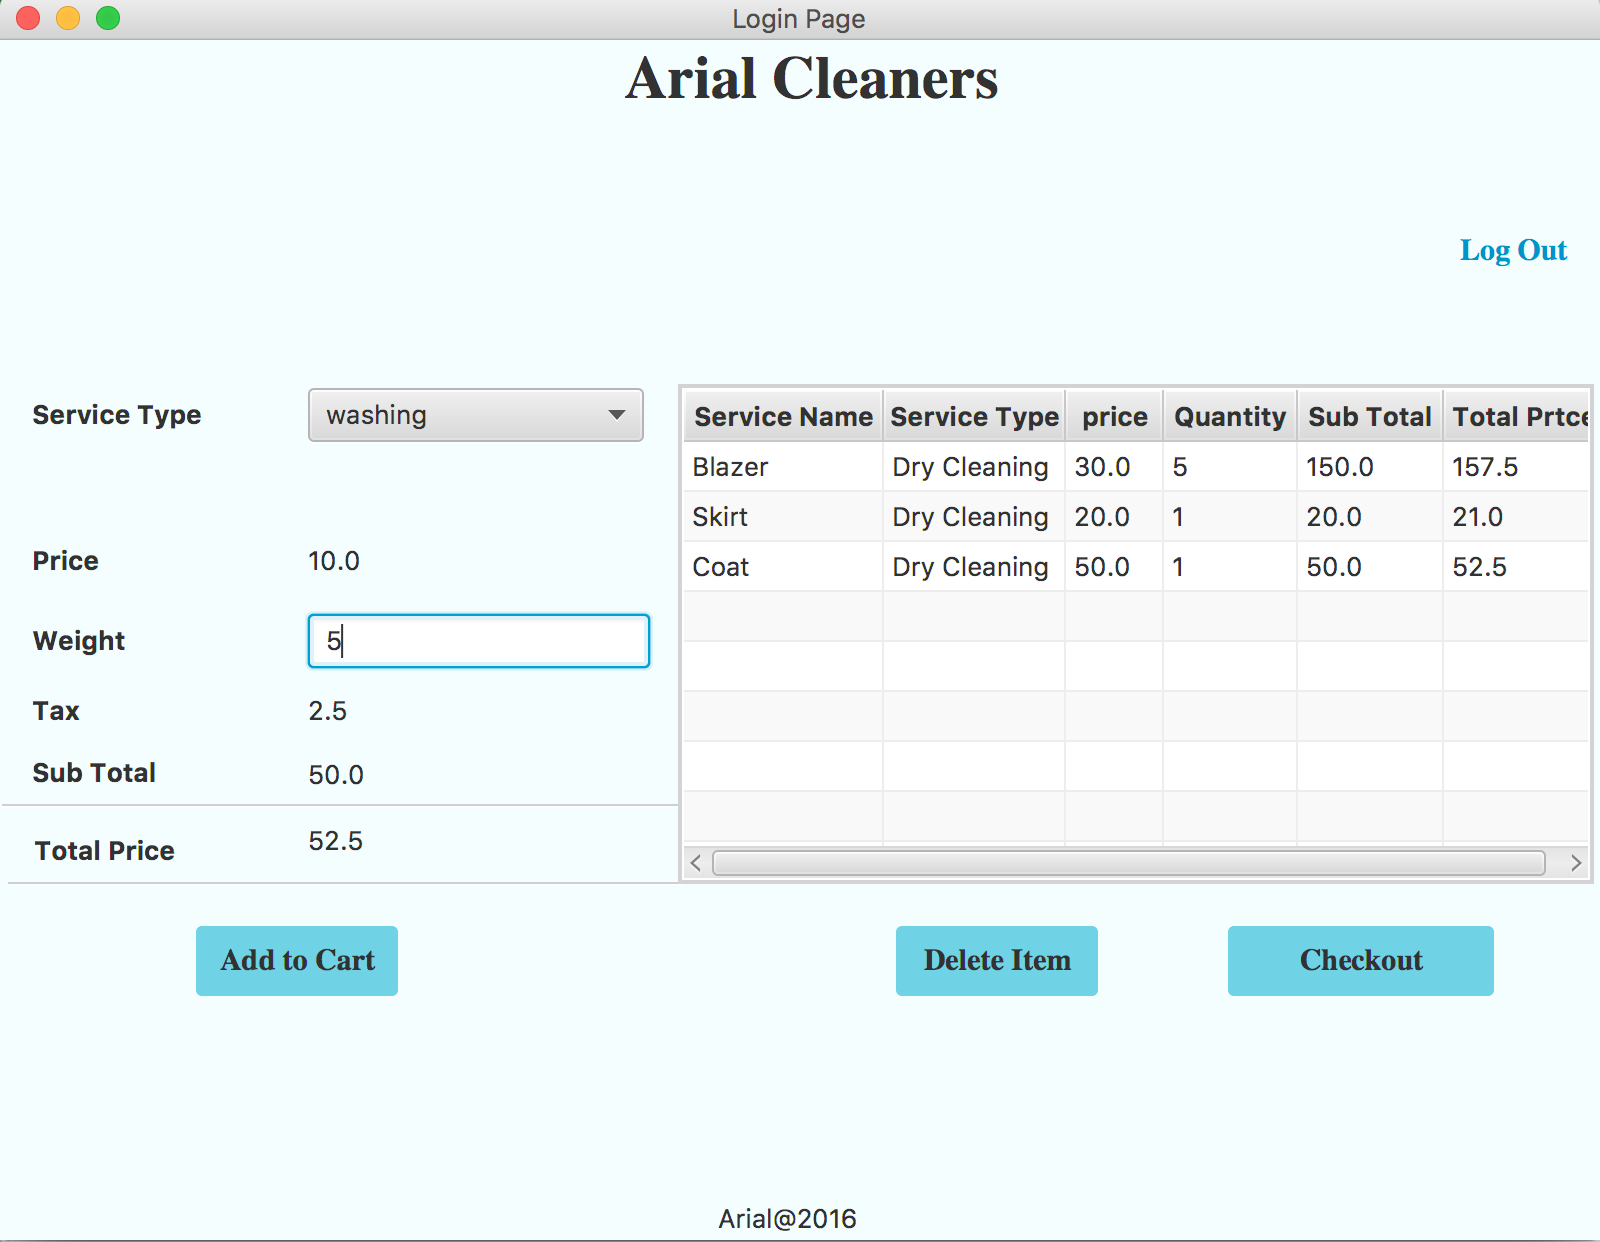 Login Page
Arial Cleaners
Log Out
Service Type washing
Price 10.0
Weight 5
Tax 2.5
Sub Total 50.0
Total Price 52.5
Service Name Service Type price Quantity Sub Total Total Prtce
Blazer Dry Cleaning 30.0 5 150.0 157.5
Skirt Dry Cleaning 20.0 1 20.0 21.0
Coat Dry Cleaning 50.0 1 50.0 52.5
Add to Cart
Delete Item
Checkout
Arial@2016